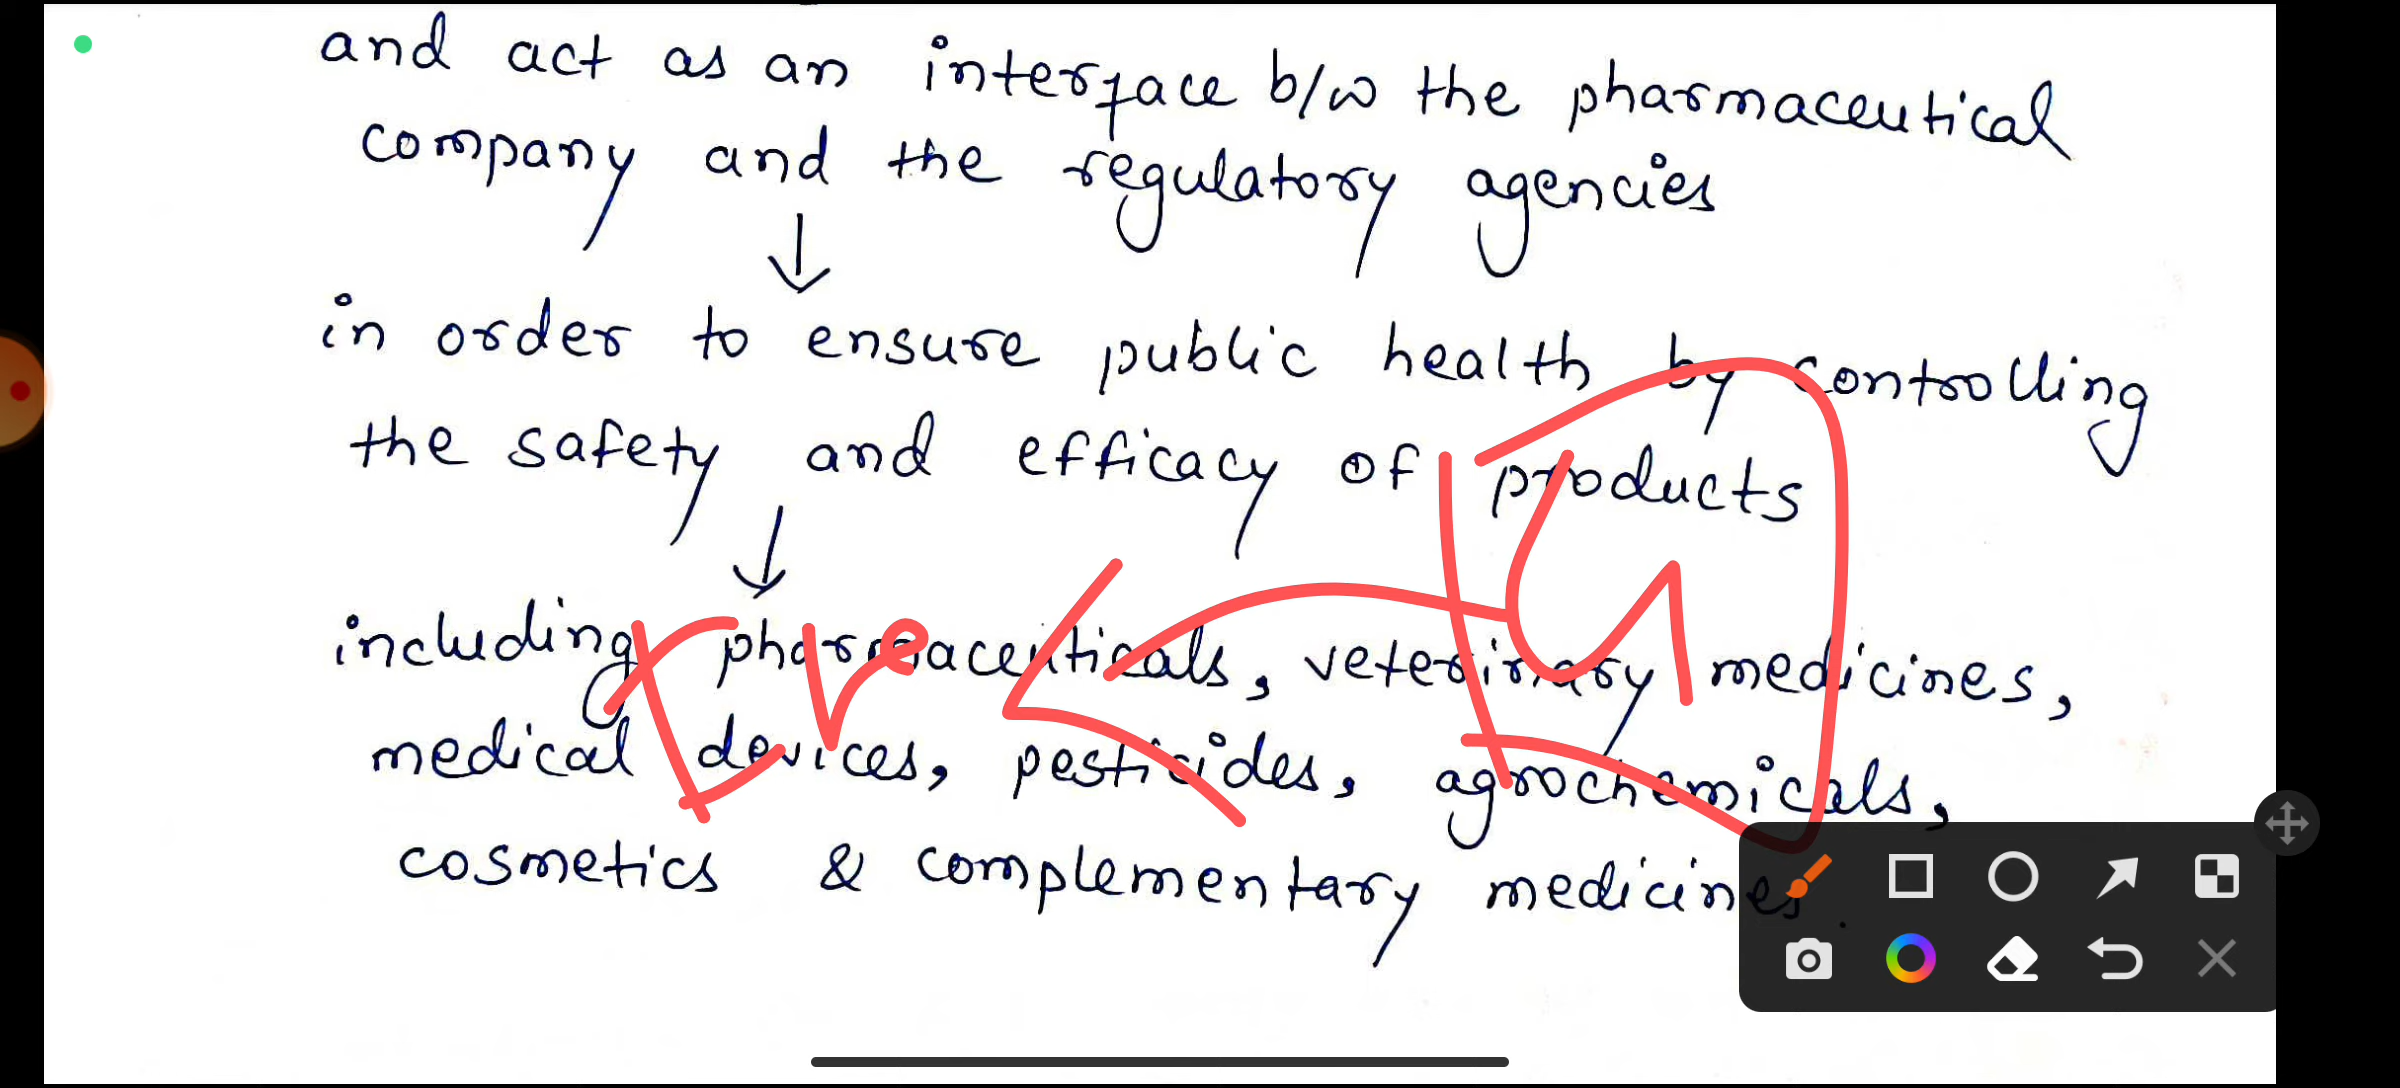 and act as an interface b/w the pharmaceutical
company and the regulatory agencies
↓
in order to ensure public health by controlling
the safety and efficacy of products
↓
including pharmaceuticals, veterinary medicines,
medical devices, pesticides, agrochemicals,
cosmetics & complementary medicines.